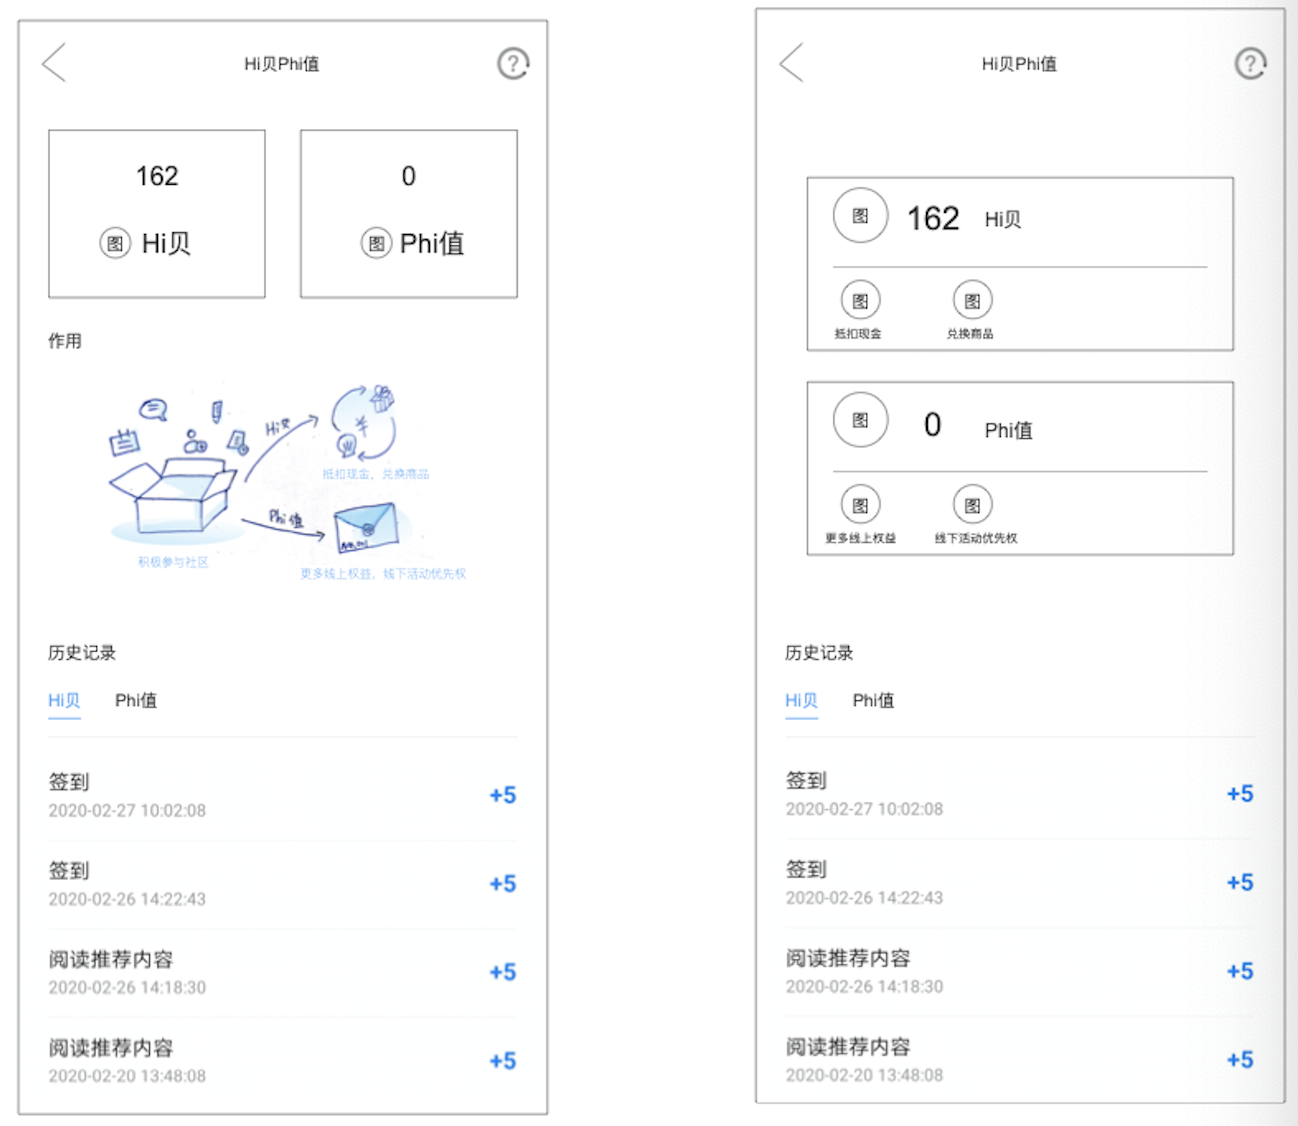 Hi贝Phi值
?
162
0
图 Hi贝
图 Phi值
作用
Hi贝
抵扣现金，兑换商品
Phi值
积极参与社区
更多线上权益，线下活动优先权
历史记录
Hi贝 Phi值
签到
2020-02-27 10:02:08
+5
签到
2020-02-26 14:22:43
+5
阅读推荐内容
2020-02-26 14:18:30
+5
阅读推荐内容
2020-02-20 13:48:08
+5
Hi贝Phi值
?
图 162 Hi贝
图 图
抵扣现金 兑换商品
图 0 Phi值
图 图
更多线上权益 线下活动优先权
历史记录
Hi贝 Phi值
签到
2020-02-27 10:02:08
+5
签到
2020-02-26 14:22:43
+5
阅读推荐内容
2020-02-26 14:18:30
+5
阅读推荐内容
2020-02-20 13:48:08
+5